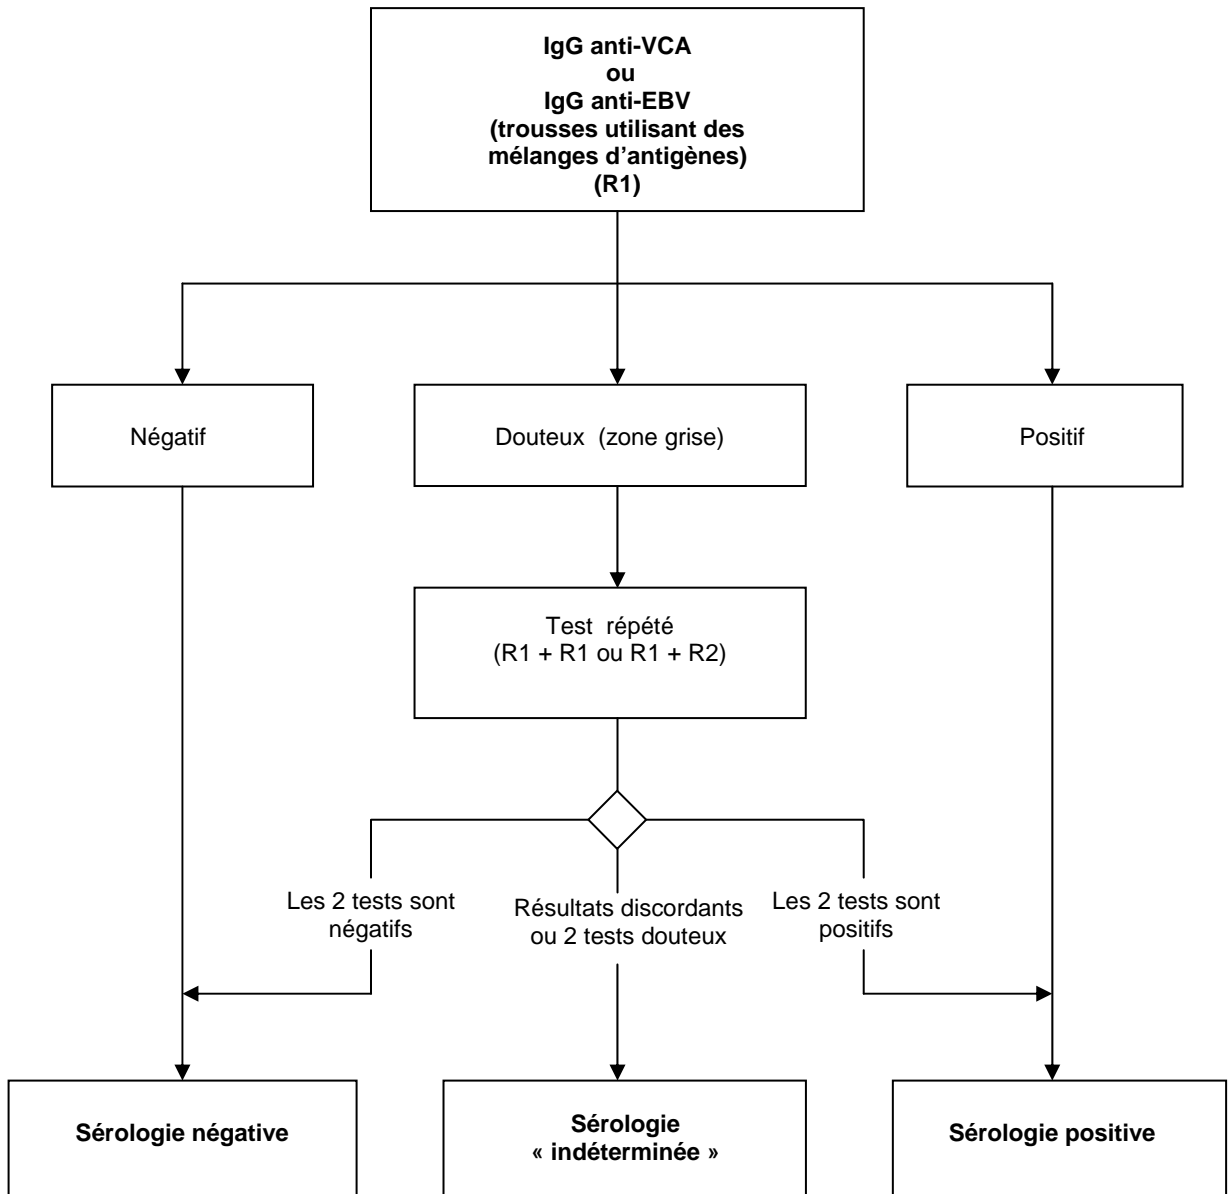 IgG anti-VCA
ou
IgG anti-EBV
(trousses utilisant des
mélanges d'antigènes)
(R1)
Négatif
Douteux (zone grise)
Positif
Test répété
(R1 + R1 ou R1 + R2)
Les 2 tests sont
négatifs
Résultats discordants
ou 2 tests douteux
Les 2 tests sont
positifs
Sérologie négative
Sérologie
« indéterminée »
Sérologie positive